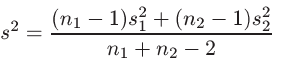 s^2 = \frac{(n_1 - 1)s_1^2 + (n_2 - 1)s_2^2}{n_1 + n_2 - 2}